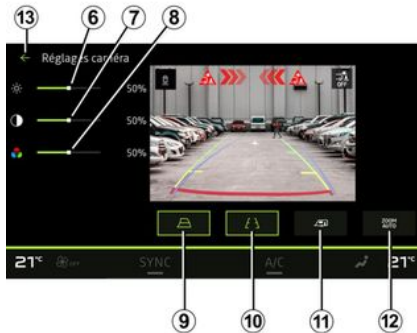 13
6
7
8
← Réglages caméra
OFF
50%
50%
50%
ZOOM AUTO
21°C
OFF
SYNC
A/C
21°C
9
10
11
12